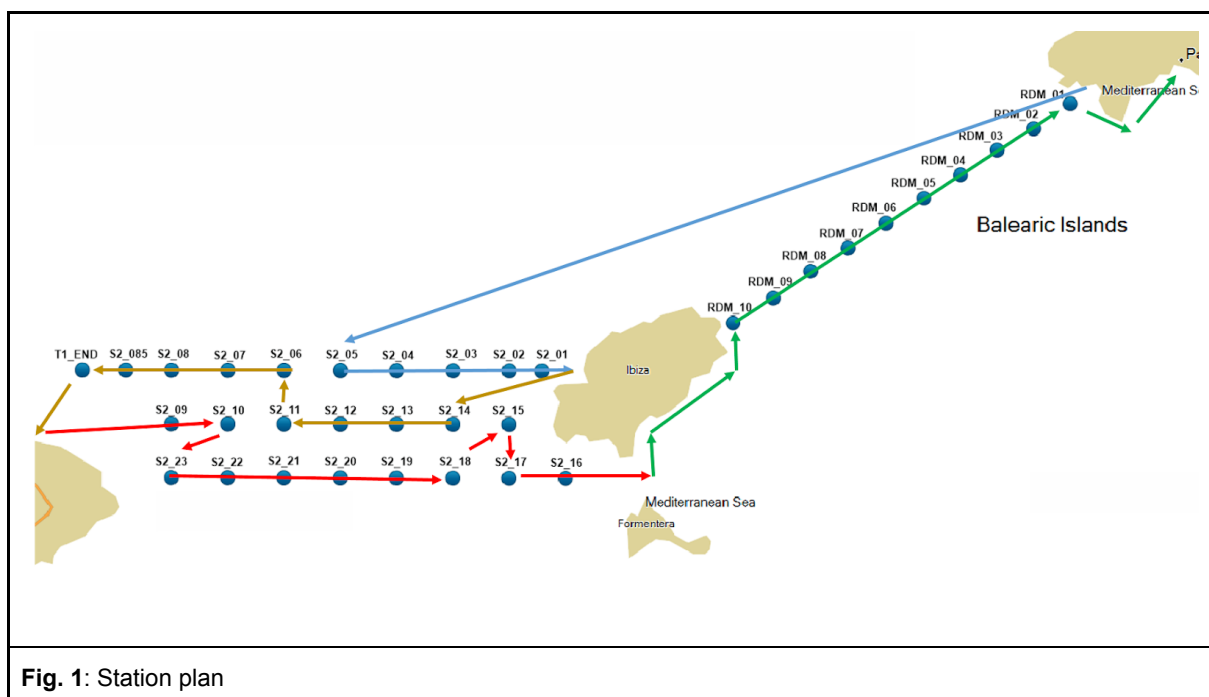 Pa
Mediterranean S
RDM_01
RDM_02
RDM_03
RDM_04
RDM_05
RDM_06
Balearic Islands
RDM_07
RDM_08
RDM_09
RDM_10
T1_END S2_085 S2_08 S2_07 S2_06 S2_05 S2_04 S2_03 S2_02 S2_01
Ibiza
S2_09 S2_10 S2_11 S2_12 S2_13 S2_14 S2_15
S2_23 S2_22 S2_21 S2_20 S2_19 S2_18 S2_17 S2_16
Mediterranean Sea
Formentera
Fig. 1: Station plan